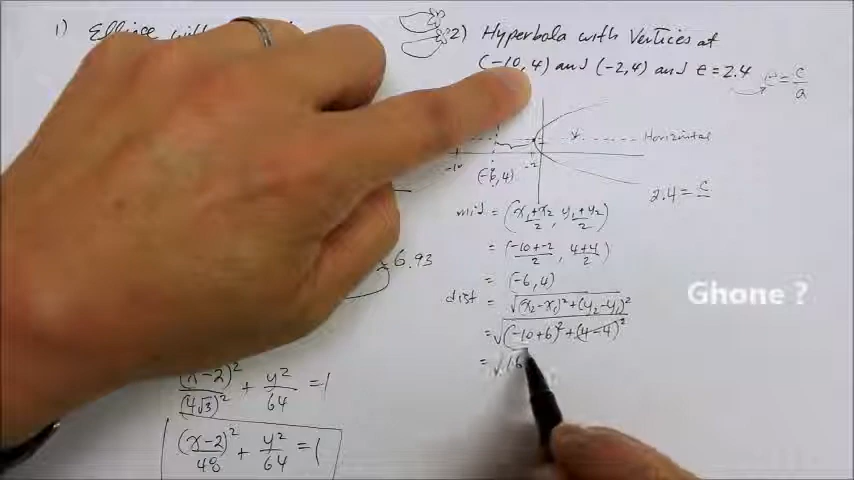 1) Ellipse
2) Hyperbola with Vertices at
(-10,4) and (-2,4) and e=2.4
e = c/a
Horizontal
-10
-2
(-6,4)
2.4 = c
mid = (x₁+x₂/2, y₁+y₂/2)
= (-10+-2/2, 4+4/2)
= (-6,4)
dist = √(x₂-x₁)²+(y₂-y₁)²
= √(-10+6)²+(4-4)²
= √16
6.93
Ghone ?
(x-2)²/(4√3)² + y²/64 = 1
(x-2)²/48 + y²/64 = 1